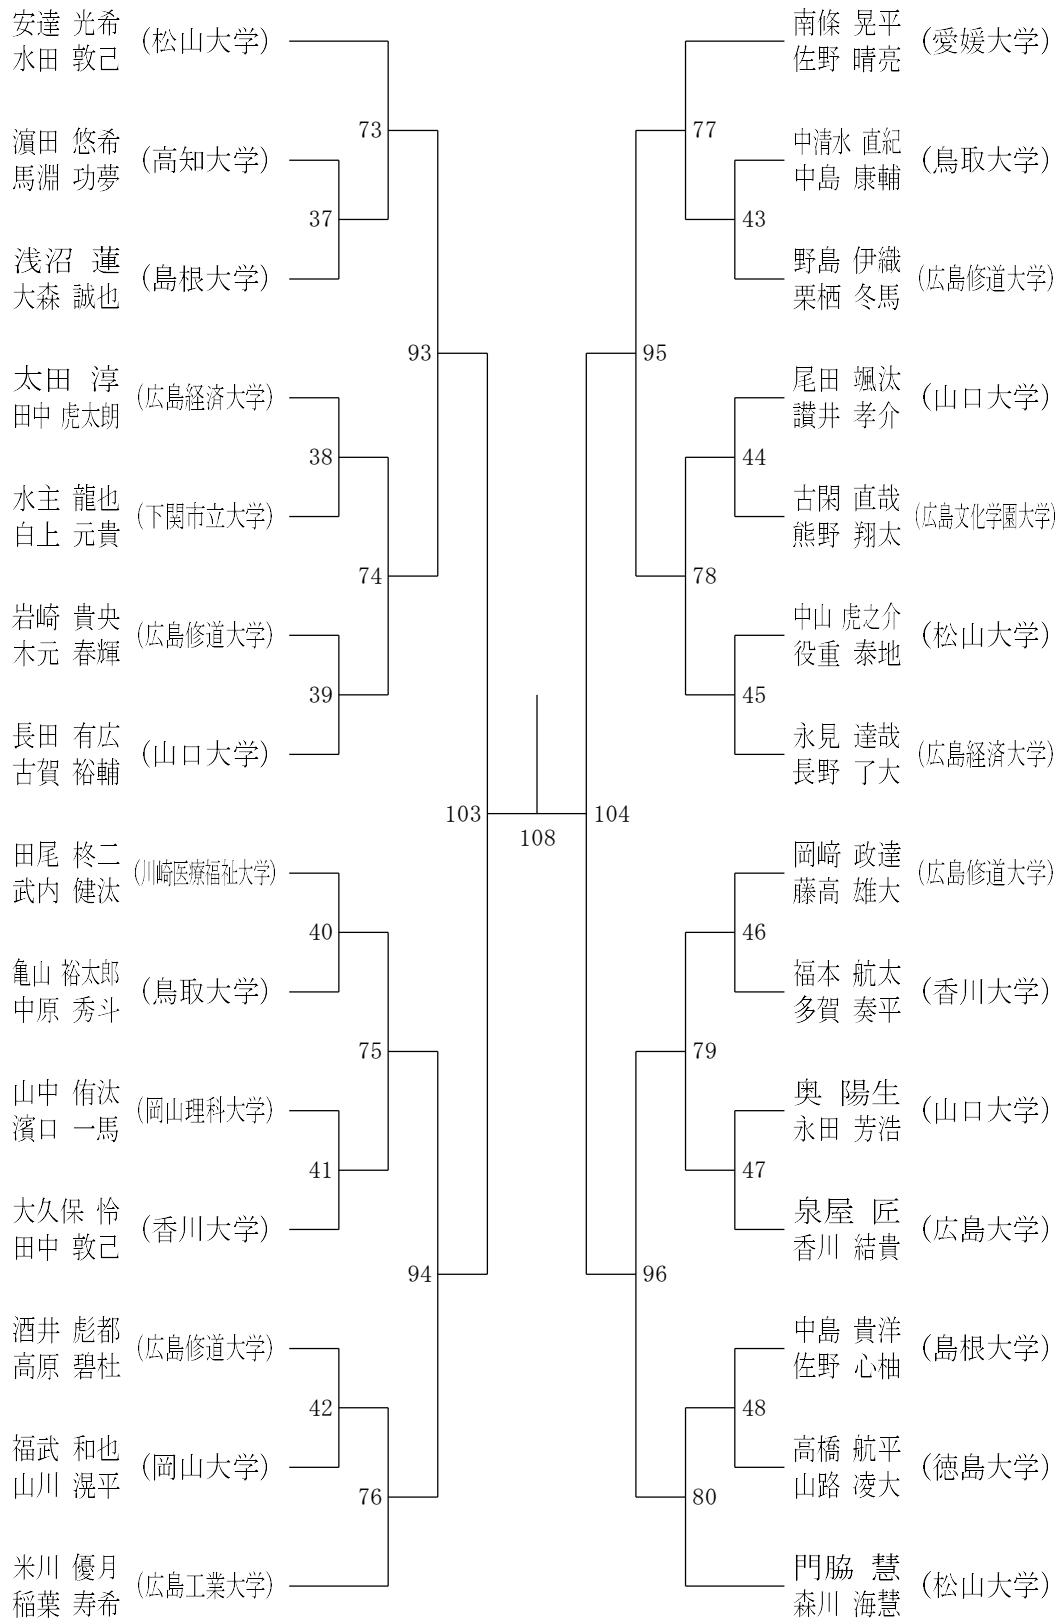 安達 光希
水田 敦己
(松山大学)
濵田 悠希
馬淵 功夢
(高知大学)
浅沼 蓮
大森 誠也
(島根大学)
太田 淳
田中 虎太朗
(広島経済大学)
水主 龍也
白上 元貴
(下関市立大学)
岩崎 貴央
木元 春輝
(広島修道大学)
長田 有広
古賀 裕輔
(山口大学)
田尾 柊二
武内 健汰
(川崎医療福祉大学)
亀山 裕太郎
中原 秀斗
(鳥取大学)
山中 侑汰
濱口 一馬
(岡山理科大学)
大久保 怜
田中 敦己
(香川大学)
酒井 彪都
高原 碧杜
(広島修道大学)
福武 和也
山川 滉平
(岡山大学)
米川 優月
稲葉 寿希
(広島工業大学)
73
37
93
38
74
39
103
40
75
41
94
42
76
108
104
77
43
95
44
78
45
46
79
47
96
48
80
南條 晃平
佐野 晴亮
(愛媛大学)
中清水 直紀
中島 康輔
(鳥取大学)
野島 伊織
栗栖 冬馬
(広島修道大学)
尾田 颯汰
讃井 孝介
(山口大学)
古閑 直哉
熊野 翔太
(広島文化学園大学)
中山 虎之介
役重 泰地
(松山大学)
永見 達哉
長野 了大
(広島経済大学)
岡﨑 政達
藤高 雄大
(広島修道大学)
福本 航太
多賀 奏平
(香川大学)
奥 陽生
永田 芳浩
(山口大学)
泉屋 匠
香川 結貴
(広島大学)
中島 貴洋
佐野 心柚
(島根大学)
高橋 航平
山路 凌大
(徳島大学)
門脇 慧
森川 海慧
(松山大学)